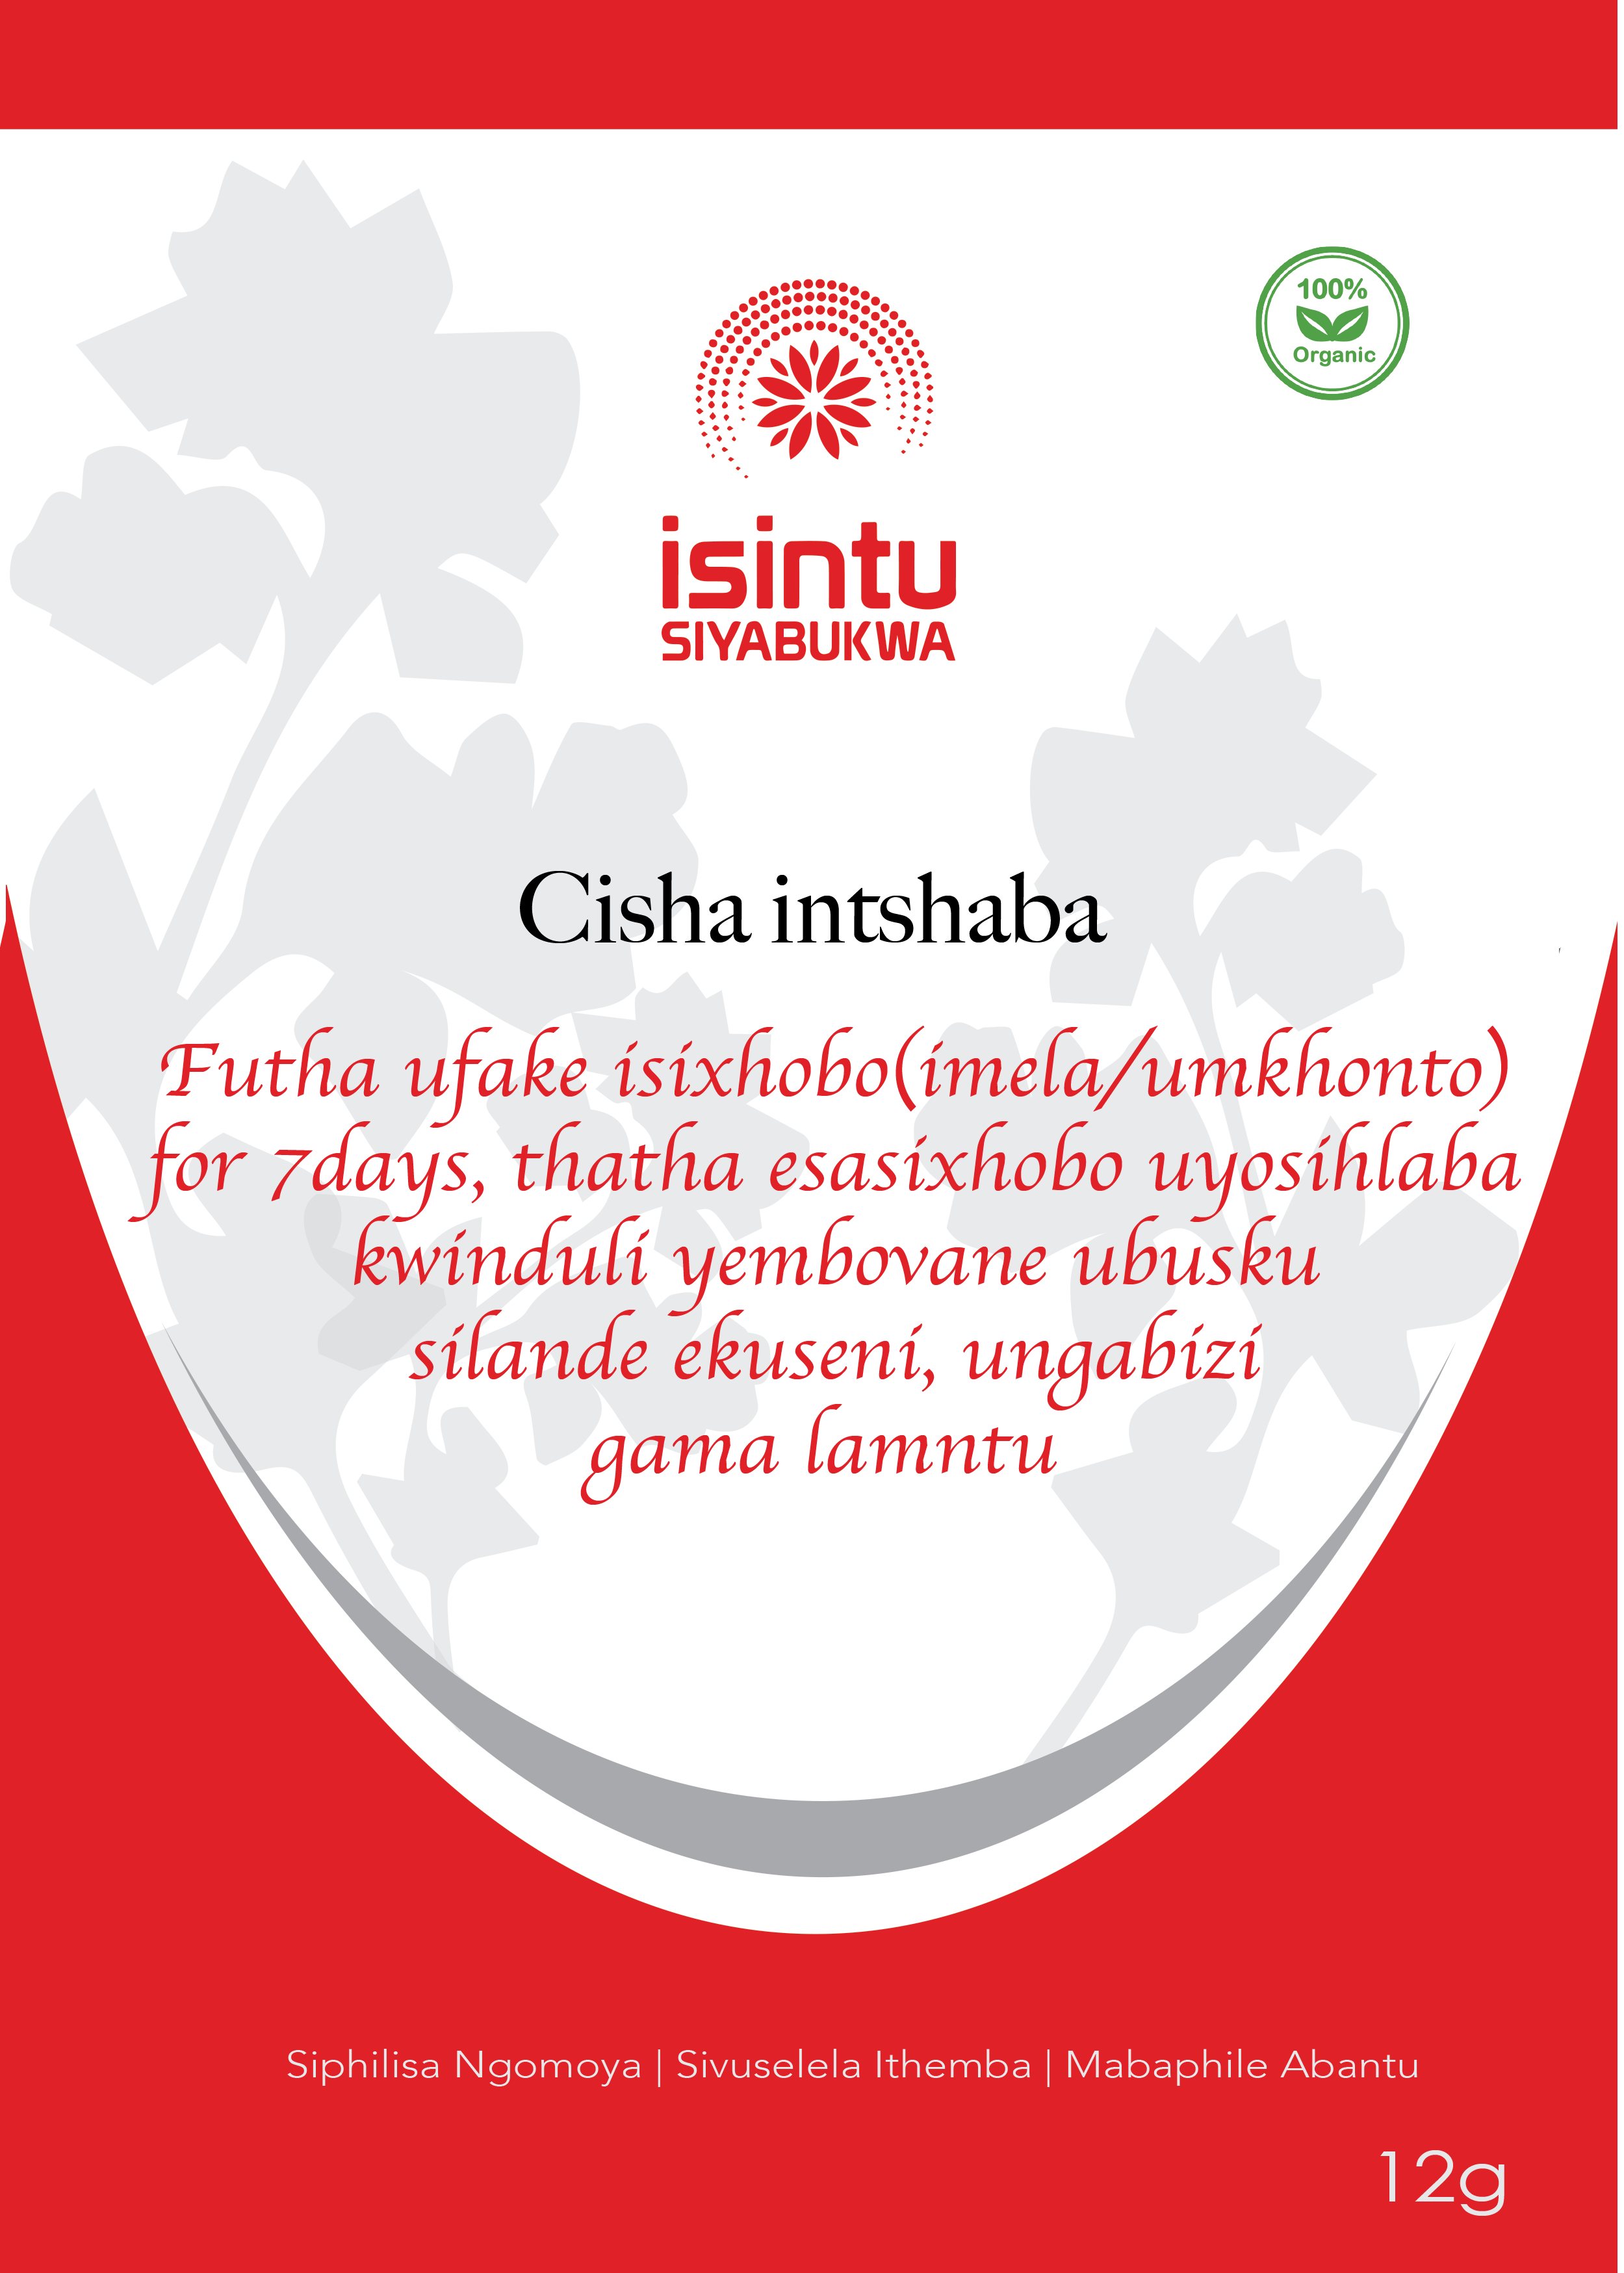 100%
Organic
isintu
SIYABUKWA
Cisha intshaba
Futha ufake isixhobo(imela/umkhonto)
for 7days, thatha esasixhobo uyosihlaba
kwinduli yembovane ubusku
silande ekuseni, ungabizi
gama lamntu
Siphilisa Ngomoya | Sivuselela Ithemba | Mabaphile Abantu
12g